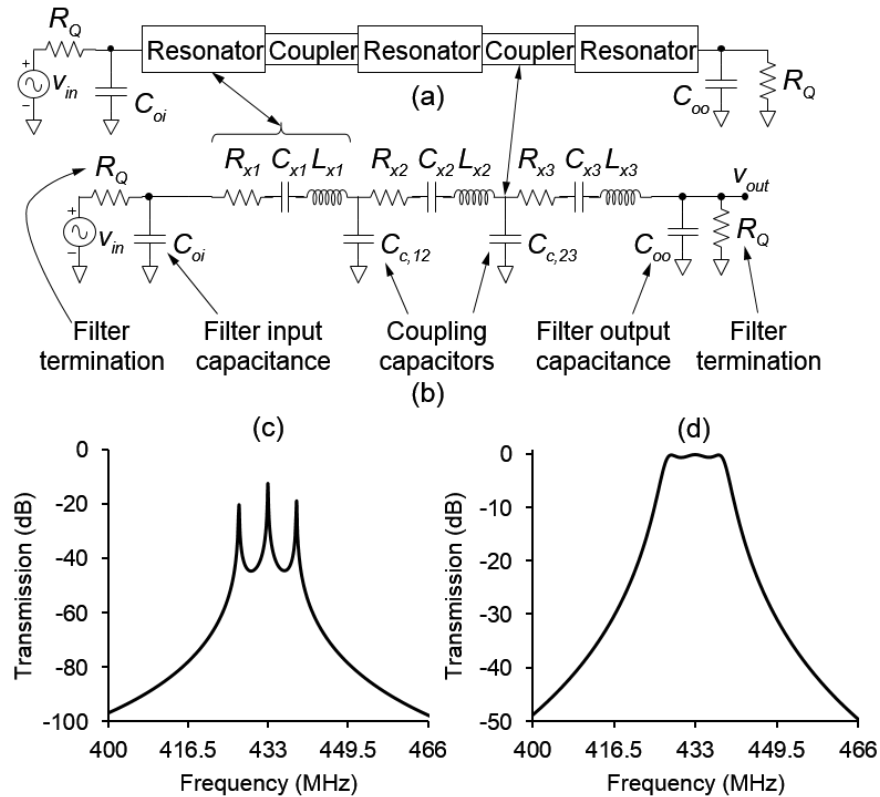 R_Q
Resonator Coupler Resonator Coupler Resonator
+
v_in
−
C_oi
(a)
C_oo
R_Q
R_Q
R_x1 C_x1 L_x1 R_x2 C_x2 L_x2 R_x3 C_x3 L_x3
v_out
+
v_in
−
C_oi
C_c,12
C_c,23
C_oo
R_Q
Filter termination
Filter input capacitance
Coupling capacitors
Filter output capacitance
Filter termination
(b)
(c)
Transmission (dB)
0
-20
-40
-60
-80
-100
400 416.5 433 449.5 466
Frequency (MHz)
(d)
Transmission (dB)
0
-10
-20
-30
-40
-50
400 416.5 433 449.5 466
Frequency (MHz)